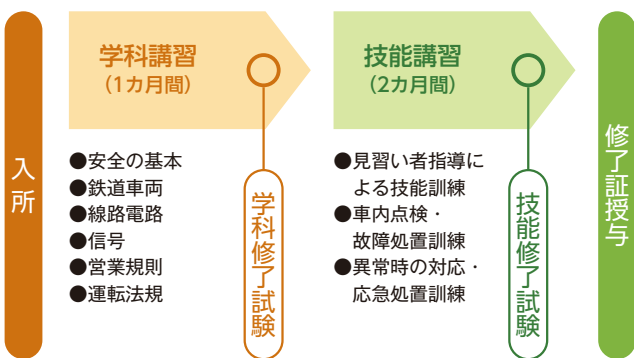 入所
学科講習
（1カ月間）
●安全の基本
●鉄道車両
●線路電路
●信号
●営業規則
●運転法規
学科修了試験
技能講習
（2カ月間）
●見習い者指導に
よる技能訓練
●車内点検・
故障処置訓練
●異常時の対応・
応急処置訓練
技能修了試験
修了証授与